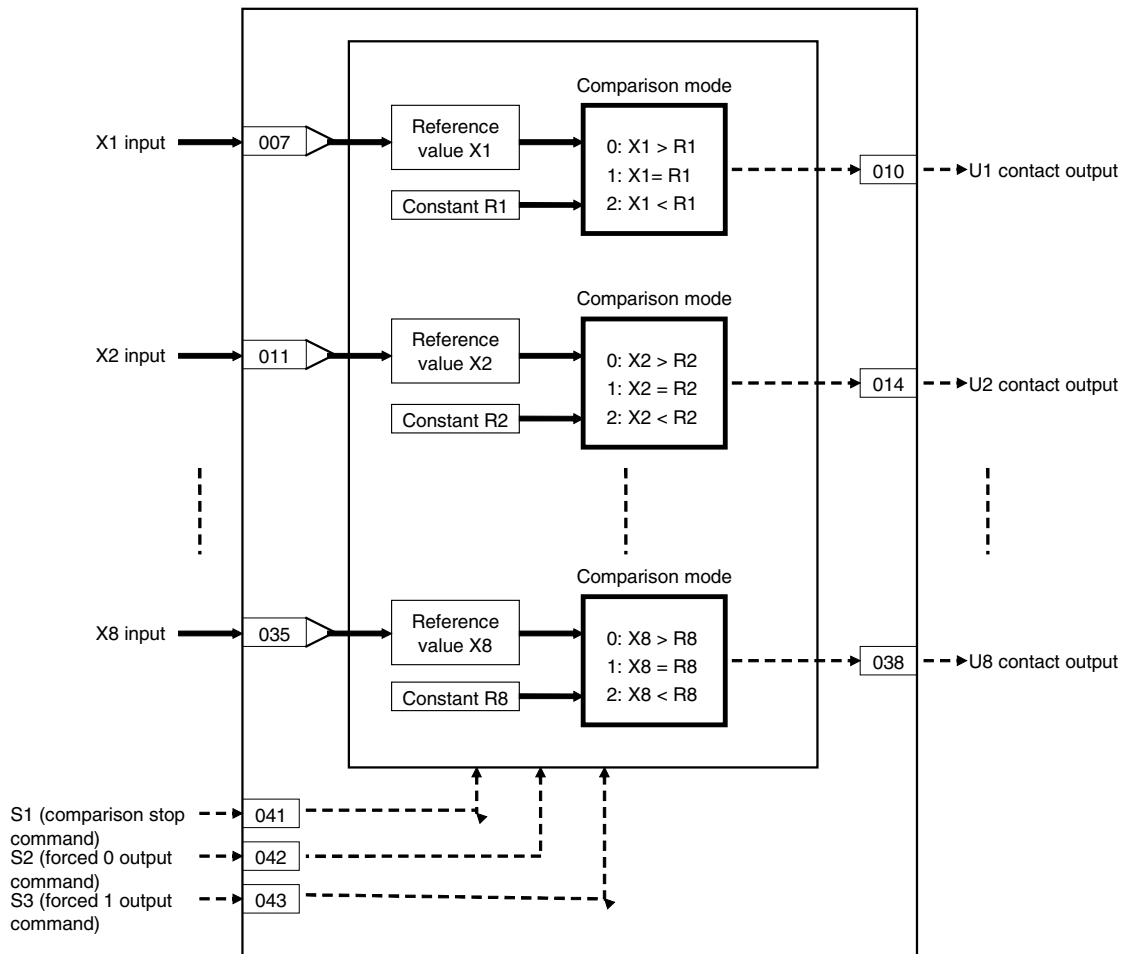 Comparison mode
X1 input
007
Reference
value X1
Constant R1
0: X1 > R1
1: X1= R1
2: X1 < R1
010
U1 contact output
Comparison mode
X2 input
011
Reference
value X2
Constant R2
0: X2 > R2
1: X2 = R2
2: X2 < R2
014
U2 contact output
Comparison mode
X8 input
035
Reference
value X8
Constant R8
0: X8 > R8
1: X8 = R8
2: X8 < R8
038
U8 contact output
S1 (comparison stop
command)
041
S2 (forced 0 output
command)
042
S3 (forced 1 output
command)
043